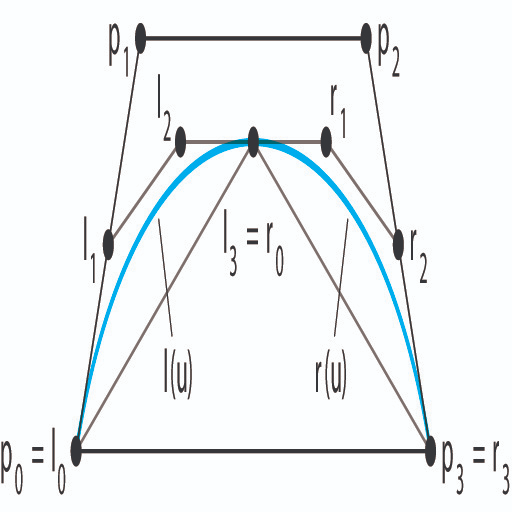 p₁
p₂
l₂
r₁
l₁
l₃ = r₀
r₂
l(u)
r(u)
p₀ = l₀
p₃ = r₃